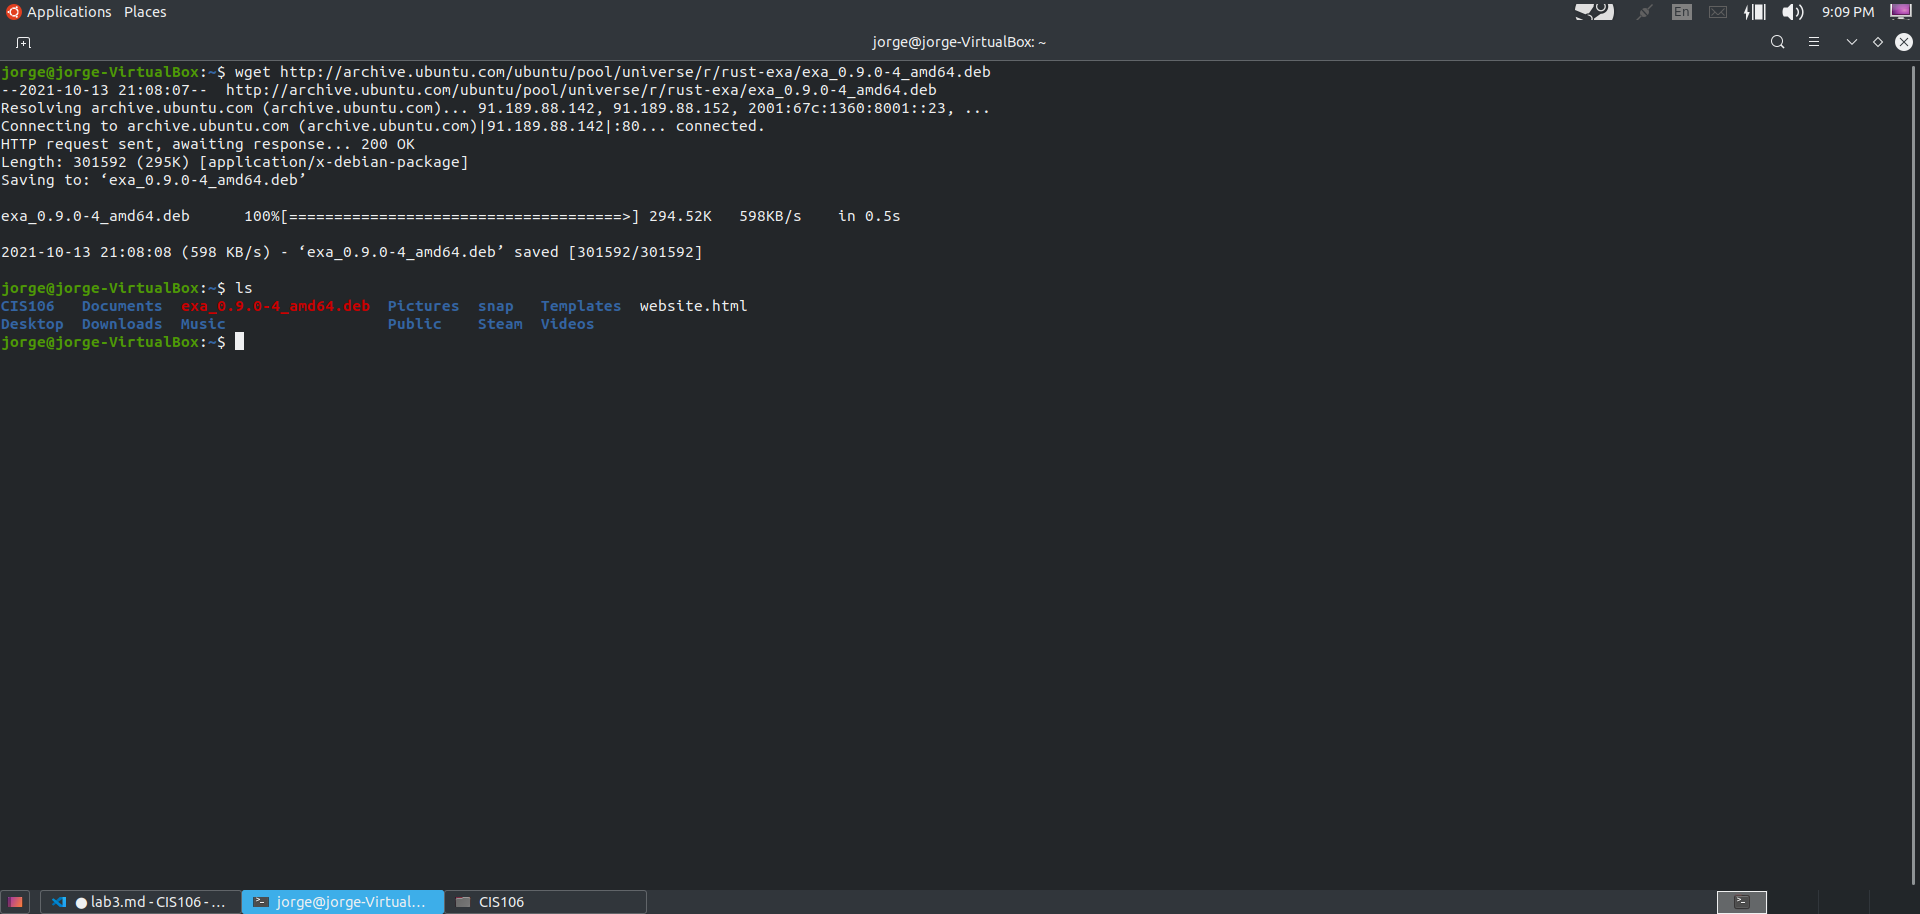 Applications Places
En
9:09 PM
jorge@jorge-VirtualBox: ~
jorge@jorge-VirtualBox:~$ wget http://archive.ubuntu.com/ubuntu/pool/universe/r/rust-exa/exa_0.9.0-4_amd64.deb
--2021-10-13 21:08:07--  http://archive.ubuntu.com/ubuntu/pool/universe/r/rust-exa/exa_0.9.0-4_amd64.deb
Resolving archive.ubuntu.com (archive.ubuntu.com)... 91.189.88.142, 91.189.88.152, 2001:67c:1360:8001::23, ...
Connecting to archive.ubuntu.com (archive.ubuntu.com)|91.189.88.142|:80... connected.
HTTP request sent, awaiting response... 200 OK
Length: 301592 (295K) [application/x-debian-package]
Saving to: ‘exa_0.9.0-4_amd64.deb’
exa_0.9.0-4_amd64.deb      100%[=====================================>] 294.52K   598KB/s    in 0.5s
2021-10-13 21:08:08 (598 KB/s) - ‘exa_0.9.0-4_amd64.deb’ saved [301592/301592]
jorge@jorge-VirtualBox:~$ ls
CIS106   Documents  exa_0.9.0-4_amd64.deb  Pictures  snap   Templates  website.html
Desktop  Downloads  Music                  Public    Steam  Videos
jorge@jorge-VirtualBox:~$
lab3.md - CIS106 - ...
jorge@jorge-Virtual...
CIS106